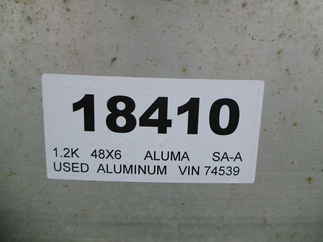 18410
1.2K 48X6 ALUMA SA-A
USED ALUMINUM VIN 74539